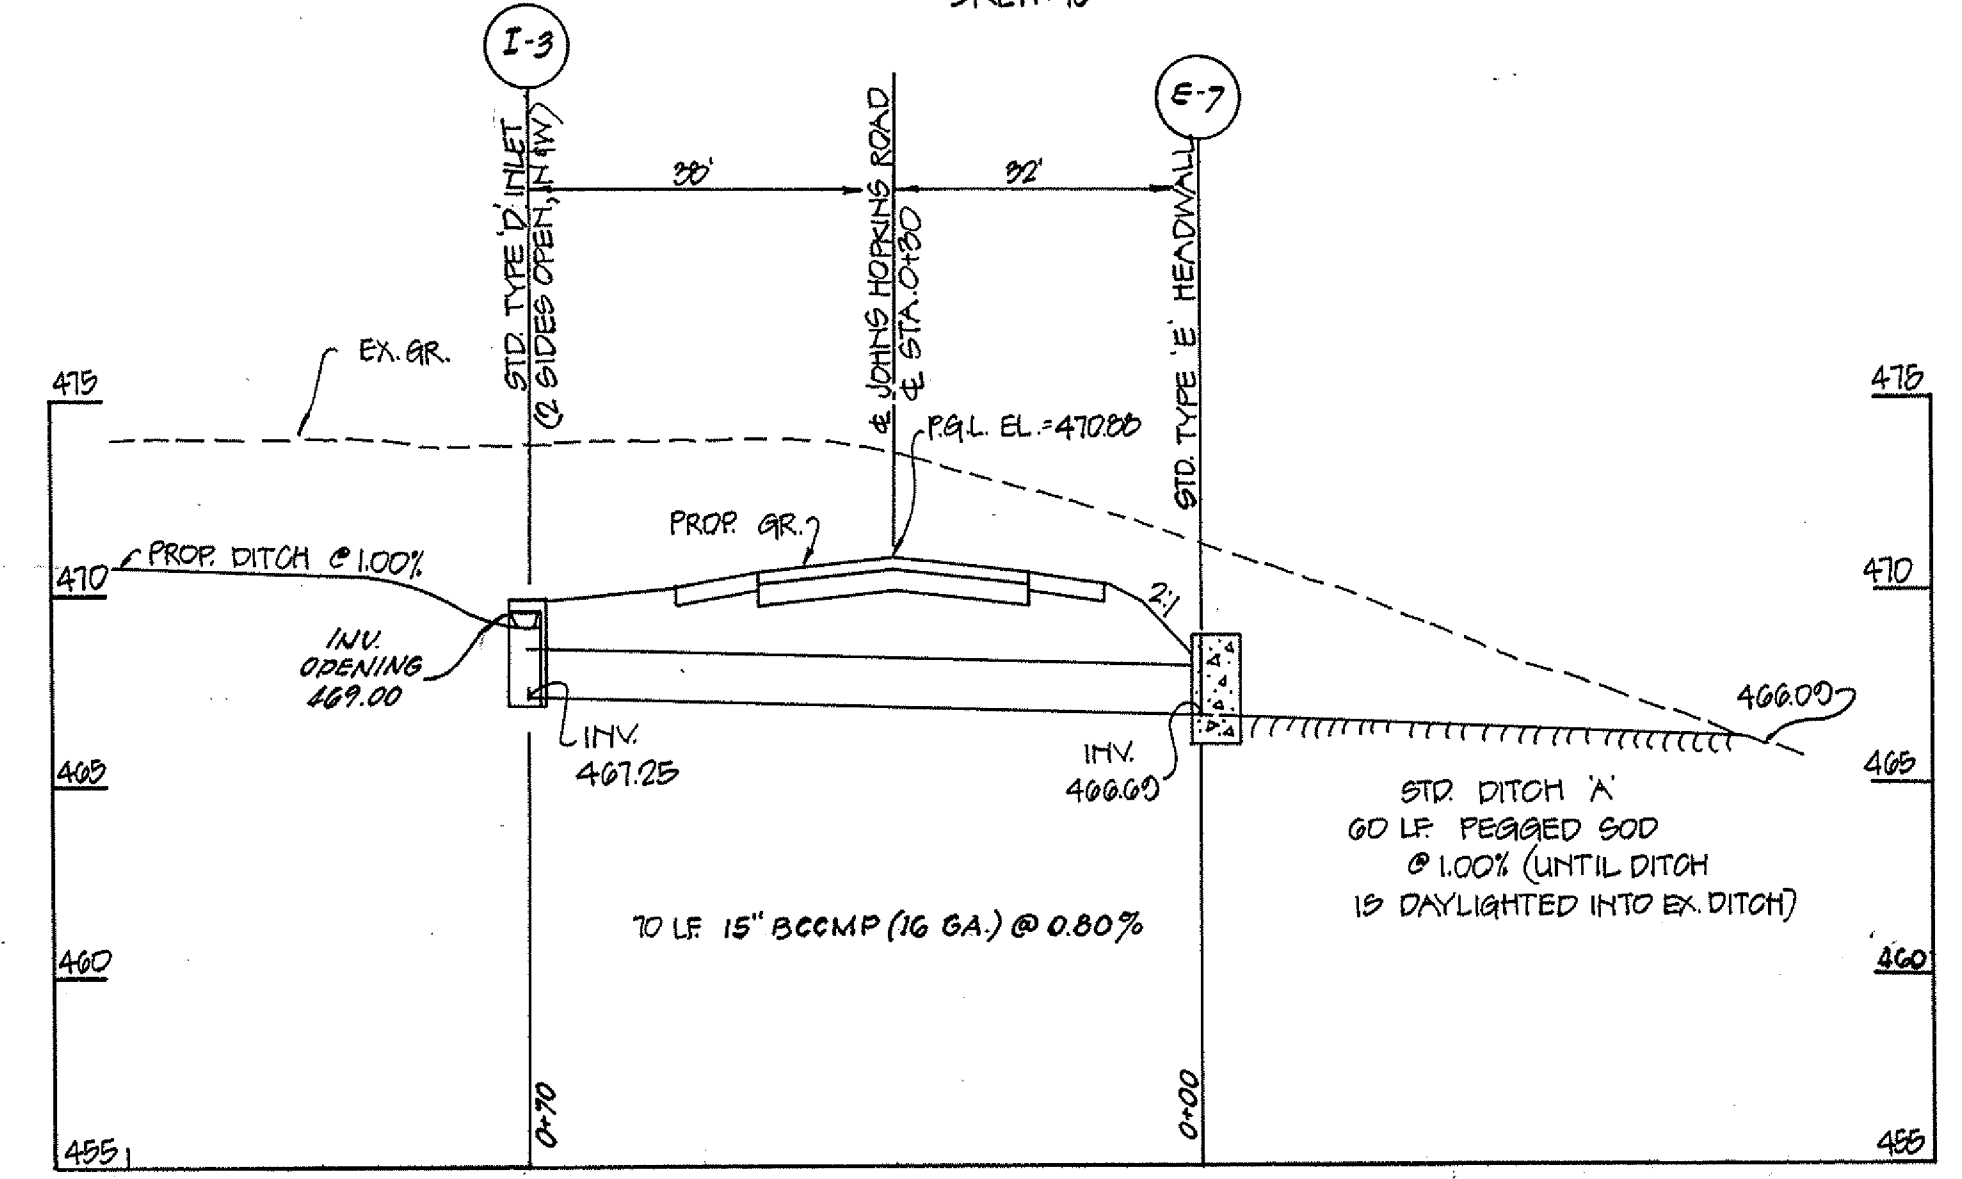 I-3
E-7
STD. TYPE 'D' INLET
(2 SIDES OPEN, N &W)
38'
℄ JOHNS HOPKINS ROAD
℄ STA. 0+30
32'
STD. TYPE 'E' HEADWALL
EX. GR.
475
475
P.G.L. EL. = 470.88
PROP. GR.
PROP. DITCH @ 1.00%
470
470
2:1
INV.
OPENING
469.00
466.09
INV.
467.25
INV.
466.69
465
465
STD. DITCH 'A'
60 LF. PEGGED SOD
@ 1.00% (UNTIL DITCH
IS DAYLIGHTED INTO EX. DITCH)
70 LF. 15" BCCMP (16 GA.) @ 0.80%
460
460
0+70
0+00
455
455